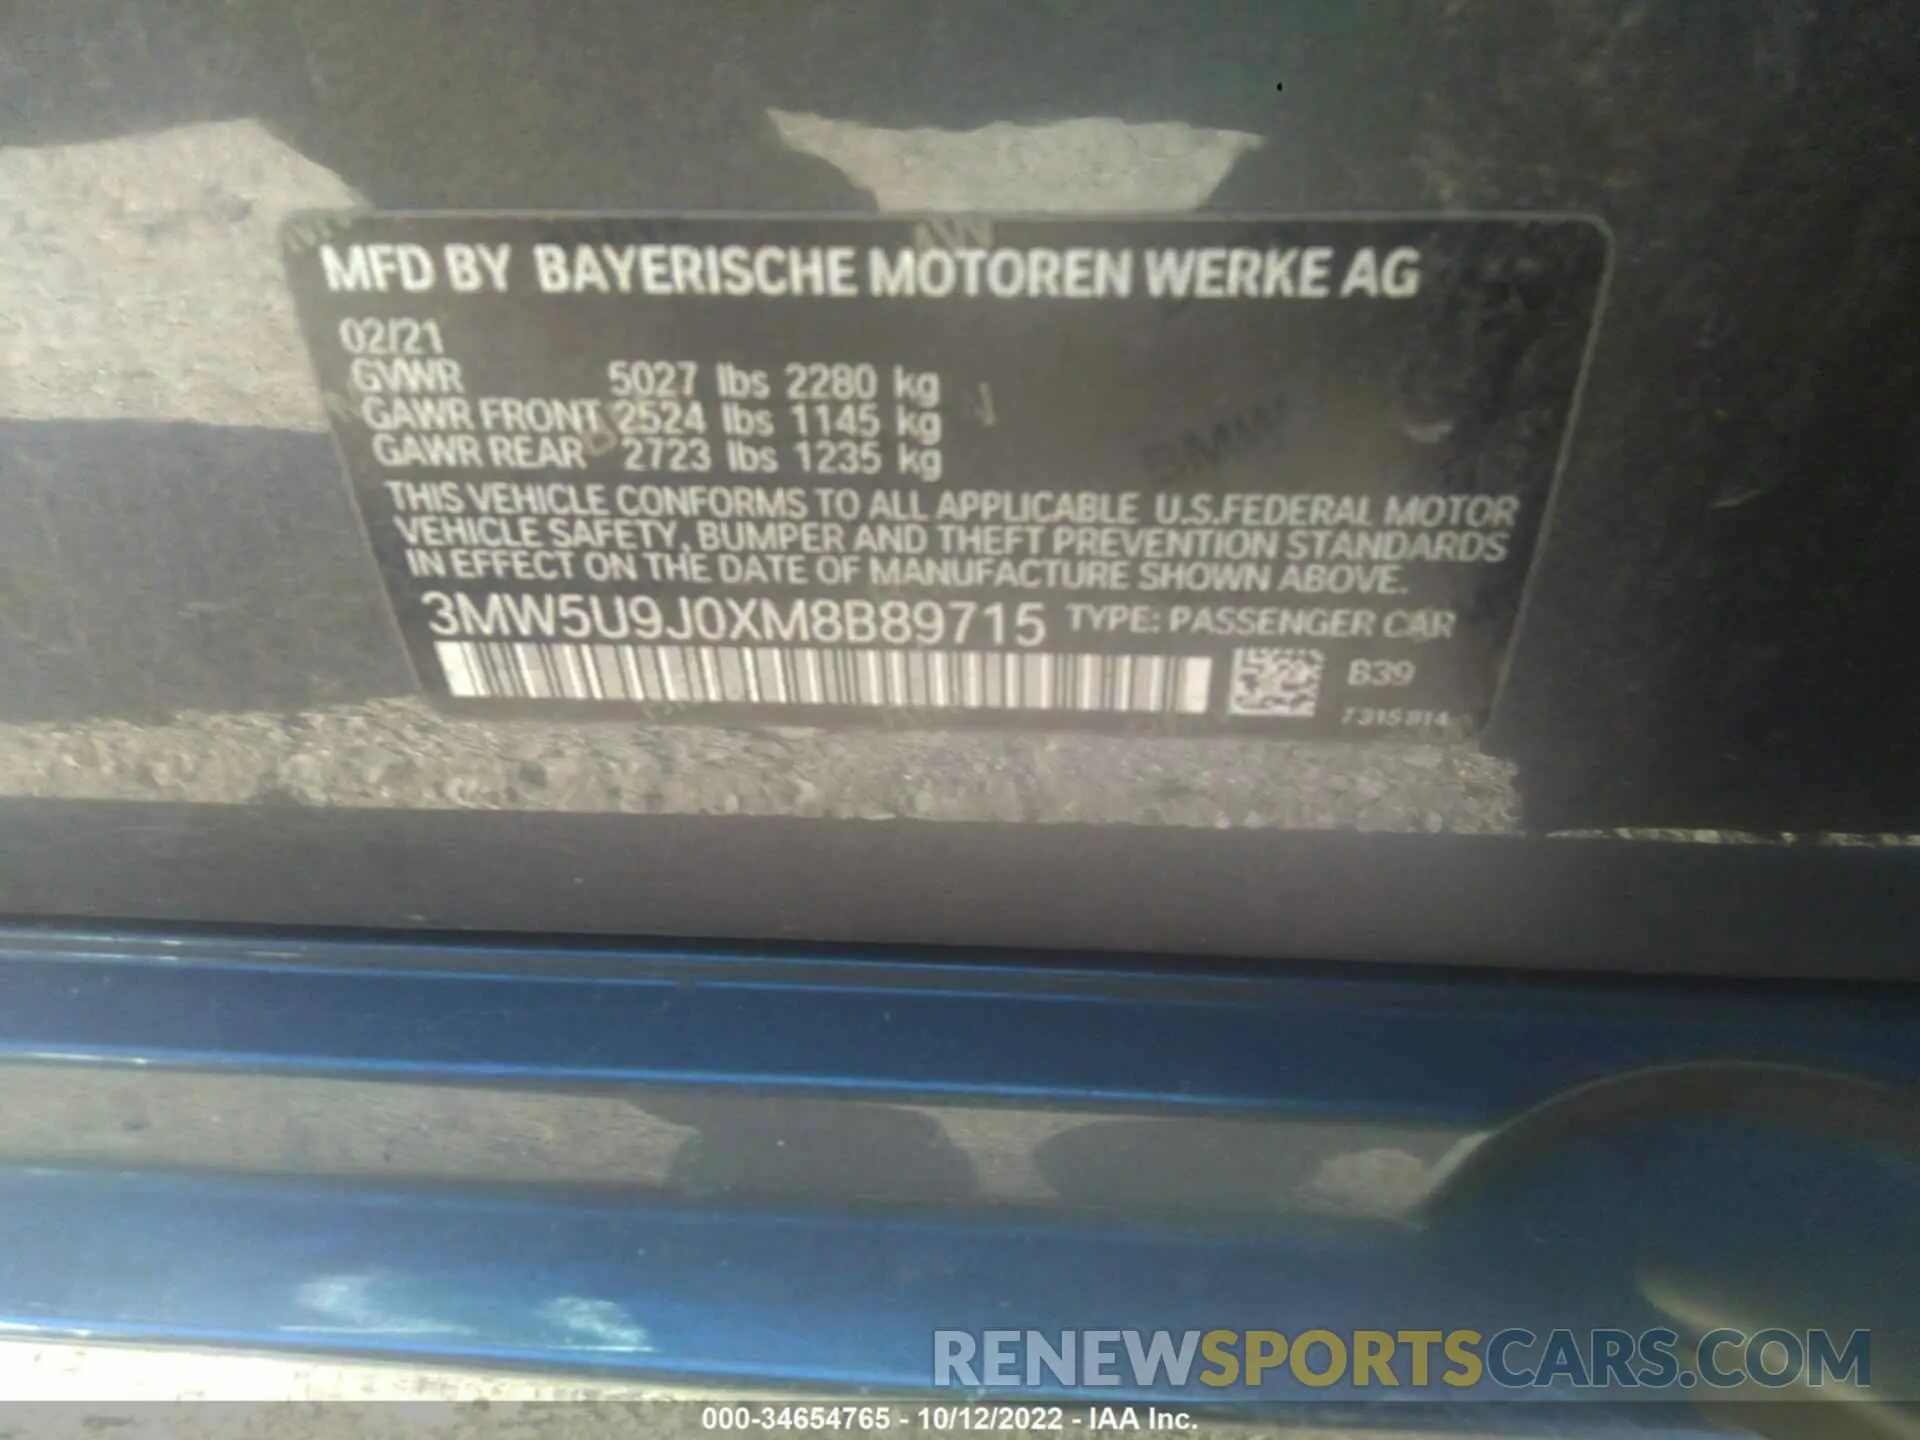 MFD BY BAYERISCHE MOTOREN WERKE AG
02/21
GVWR 5027 lbs 2280 kg
GAWR FRONT 2524 lbs 1145 kg
GAWR REAR 2723 lbs 1235 kg
THIS VEHICLE CONFORMS TO ALL APPLICABLE U.S.FEDERAL MOTOR
VEHICLE SAFETY, BUMPER AND THEFT PREVENTION STANDARDS
IN EFFECT ON THE DATE OF MANUFACTURE SHOWN ABOVE.
3MW5U9J0XM8B89715 TYPE: PASSENGER CAR
B39
7 315 814
RENEWSPORTSCARS.COM
000-34654765 - 10/12/2022 - IAA Inc.